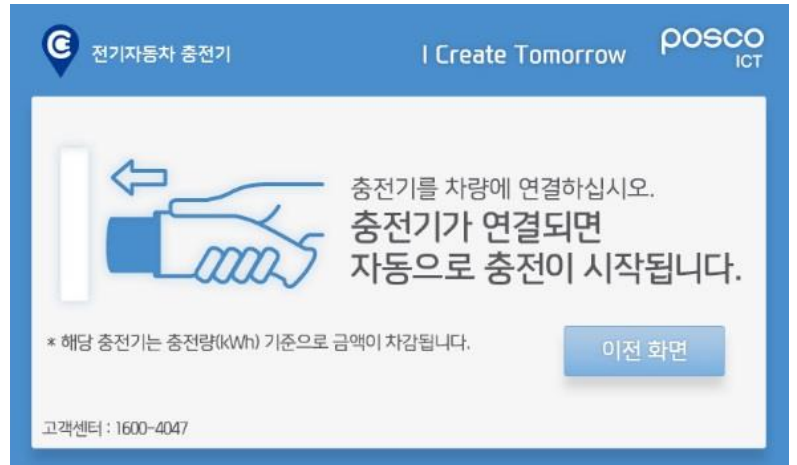 전기자동차 충전기
I Create Tomorrow
posco
ICT
충전기를 차량에 연결하십시오.
충전기가 연결되면
자동으로 충전이 시작됩니다.
* 해당 충전기는 충전량(kWh) 기준으로 금액이 차감됩니다.
이전 화면
고객센터 : 1600-4047